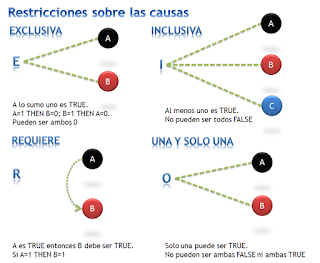 Restricciones sobre las causas
EXCLUSIVA
A
E
B
A lo sumo uno es TRUE.
A=1 THEN B=0; B=1 THEN A=0.
Pueden ser ambos 0
INCLUSIVA
A
I
B
C
Al menos uno es TRUE.
No pueden ser todos FALSE
REQUIERE
A
R
B
A es TRUE entonces B debe ser TRUE.
Si A=1 THEN B=1
UNA Y SOLO UNA
A
O
B
Solo una puede ser TRUE.
No pueden ser ambas FALSE ni ambas TRUE